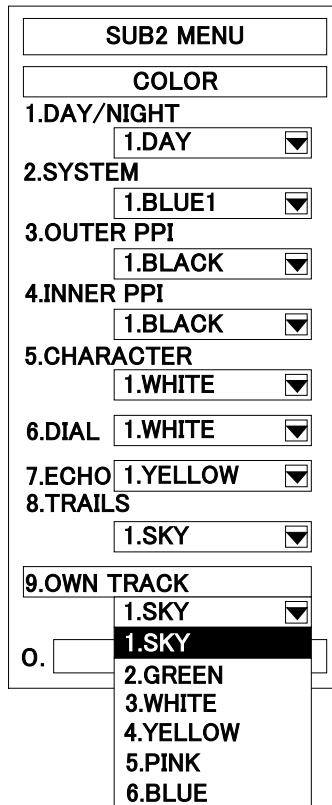 SUB2 MENU
COLOR
1.DAY/NIGHT
1.DAY
2.SYSTEM
1.BLUE1
3.OUTER PPI
1.BLACK
4.INNER PPI
1.BLACK
5.CHARACTER
1.WHITE
6.DIAL 1.WHITE
7.ECHO 1.YELLOW
8.TRAILS
1.SKY
9.OWN TRACK
1.SKY
1.SKY
0.
2.GREEN
3.WHITE
4.YELLOW
5.PINK
6.BLUE